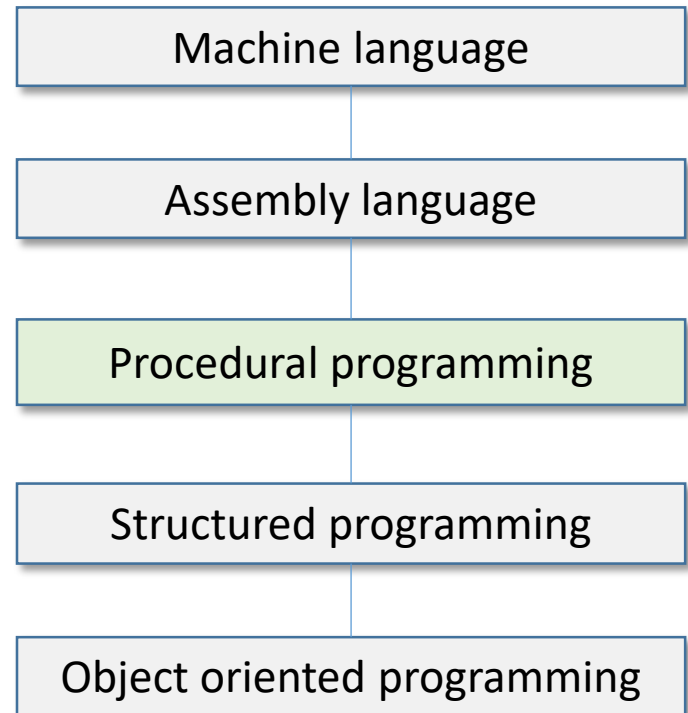 Machine language
Assembly language
Procedural programming
Structured programming
Object oriented programming